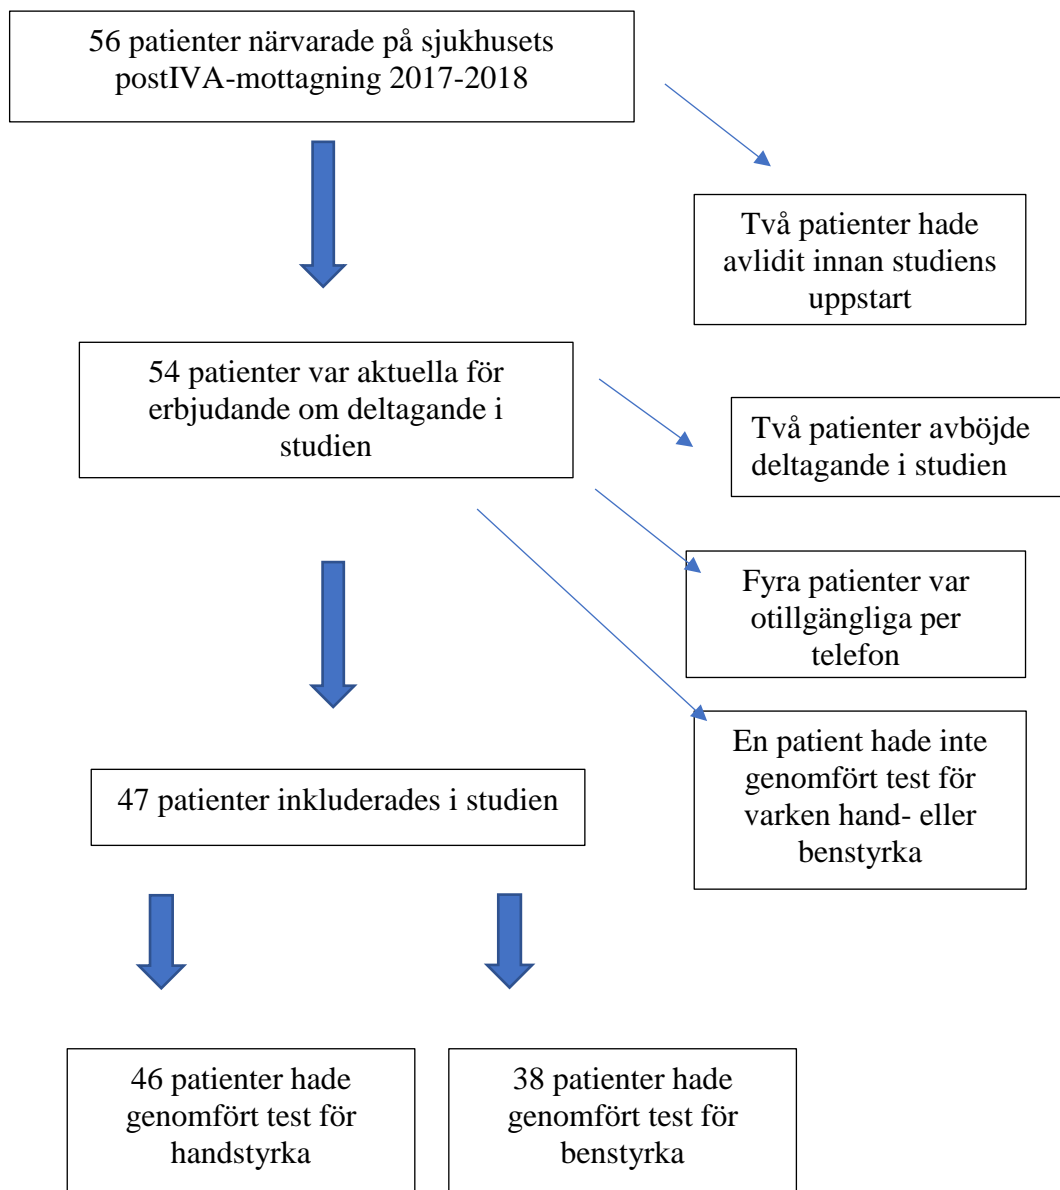 56 patienter närvarade på sjukhusets
postIVA-mottagning 2017-2018
Två patienter hade
avlidit innan studiens
uppstart
54 patienter var aktuella för
erbjudande om deltagande i
studien
Två patienter avböjde
deltagande i studien
Fyra patienter var
otillgängliga per
telefon
En patient hade inte
genomfört test för
varken hand- eller
benstyrka
47 patienter inkluderades i studien
46 patienter hade
genomfört test för
handstyrka
38 patienter hade
genomfört test för
benstyrka